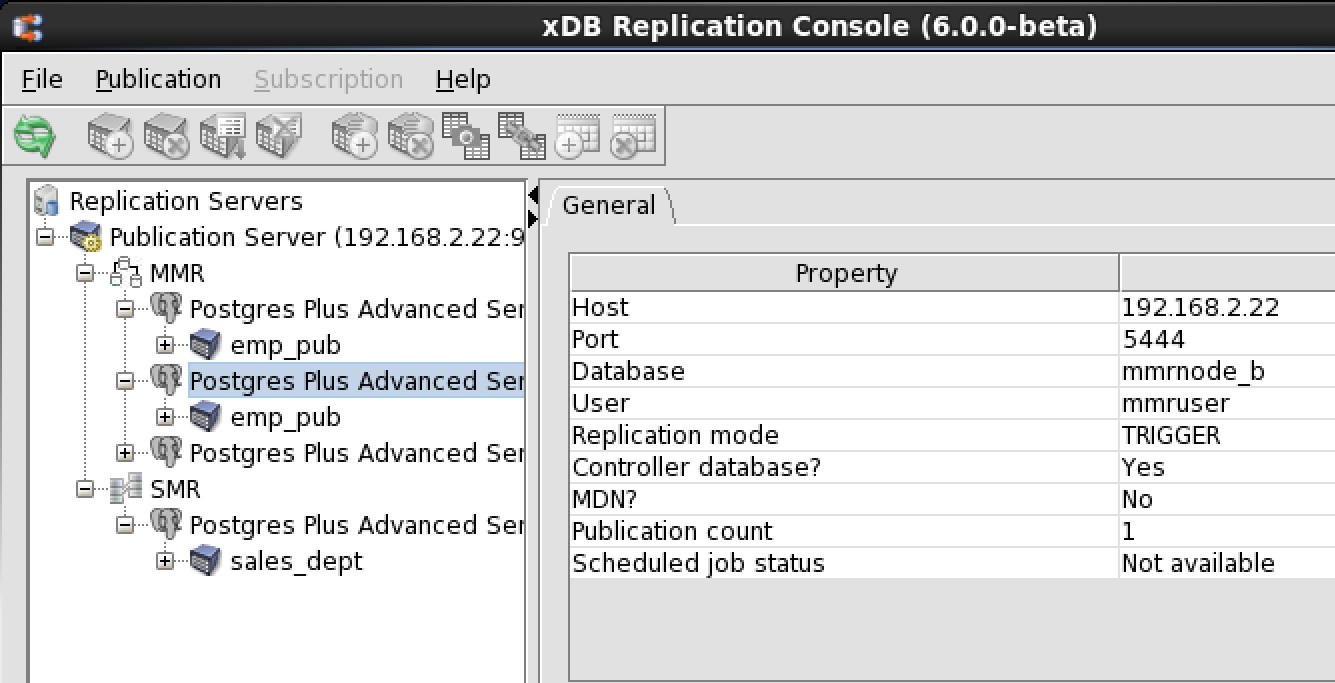 xDB Replication Console (6.0.0-beta)
File Publication Subscription Help
Replication Servers
Publication Server (192.168.2.22:9
MMR
Postgres Plus Advanced Ser
emp_pub
Postgres Plus Advanced Ser
emp_pub
Postgres Plus Advanced Ser
SMR
Postgres Plus Advanced Ser
sales_dept
General
Property
Host 192.168.2.22
Port 5444
Database mmrnode_b
User mmruser
Replication mode TRIGGER
Controller database? Yes
MDN? No
Publication count 1
Scheduled job status Not available